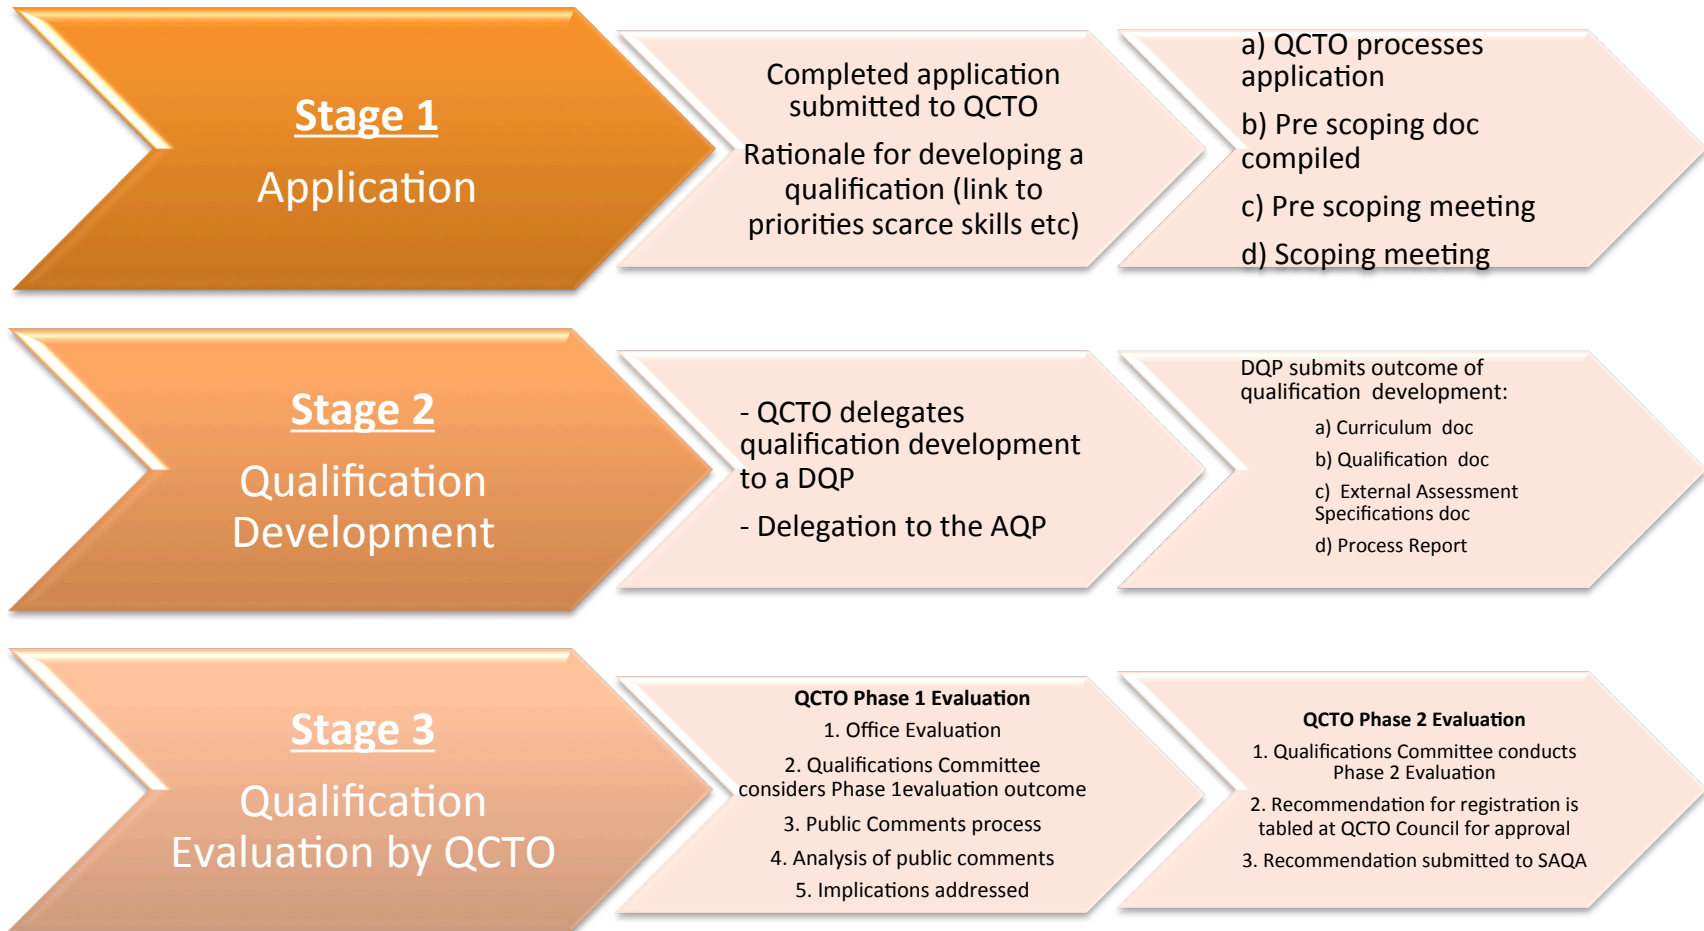 Stage 1
Application
Completed application
submitted to QCTO
Rationale for developing a
qualification (link to
priorities scarce skills etc)
a) QCTO processes
application
b) Pre scoping doc
compiled
c) Pre scoping meeting
d) Scoping meeting
Stage 2
Qualification
Development
- QCTO delegates
qualification development
to a DQP
- Delegation to the AQP
DQP submits outcome of
qualification development:
a) Curriculum doc
b) Qualification doc
c) External Assessment
Specifications doc
d) Process Report
Stage 3
Qualification
Evaluation by QCTO
QCTO Phase 1 Evaluation
1. Office Evaluation
2. Qualifications Committee
considers Phase 1evaluation outcome
3. Public Comments process
4. Analysis of public comments
5. Implications addressed
QCTO Phase 2 Evaluation
1. Qualifications Committee conducts
Phase 2 Evaluation
2. Recommendation for registration is
tabled at QCTO Council for approval
3. Recommendation submitted to SAQA